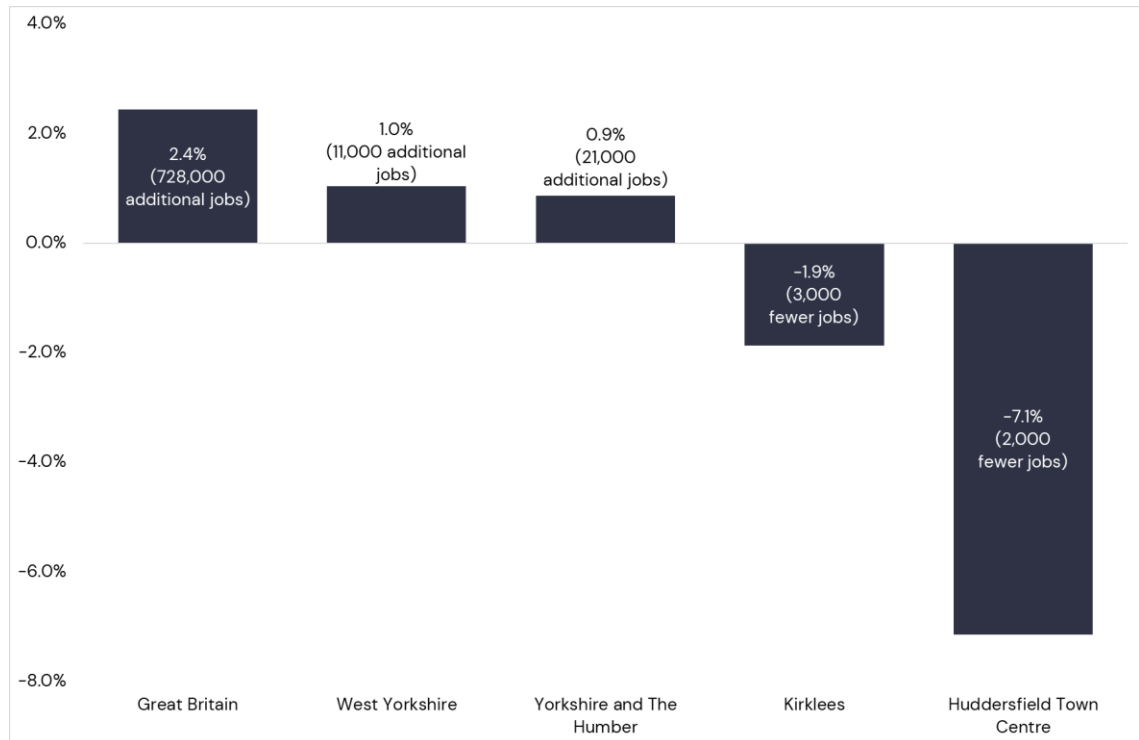 4.0%
2.0%
0.0%
-2.0%
-4.0%
-6.0%
-8.0%
2.4%
(728,000
additional jobs)
1.0%
(11,000 additional
jobs)
0.9%
(21,000
additional jobs)
-1.9%
(3,000
fewer jobs)
-7.1%
(2,000
fewer jobs)
Great Britain
West Yorkshire
Yorkshire and The
Humber
Kirklees
Huddersfield Town
Centre